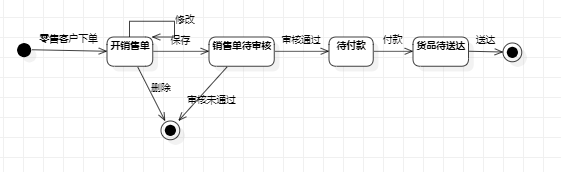 修改
零售客户下单
开销售单
保存
销售单待审核
审核通过
待付款
付款
货品待送达
送达
删除
审核未通过